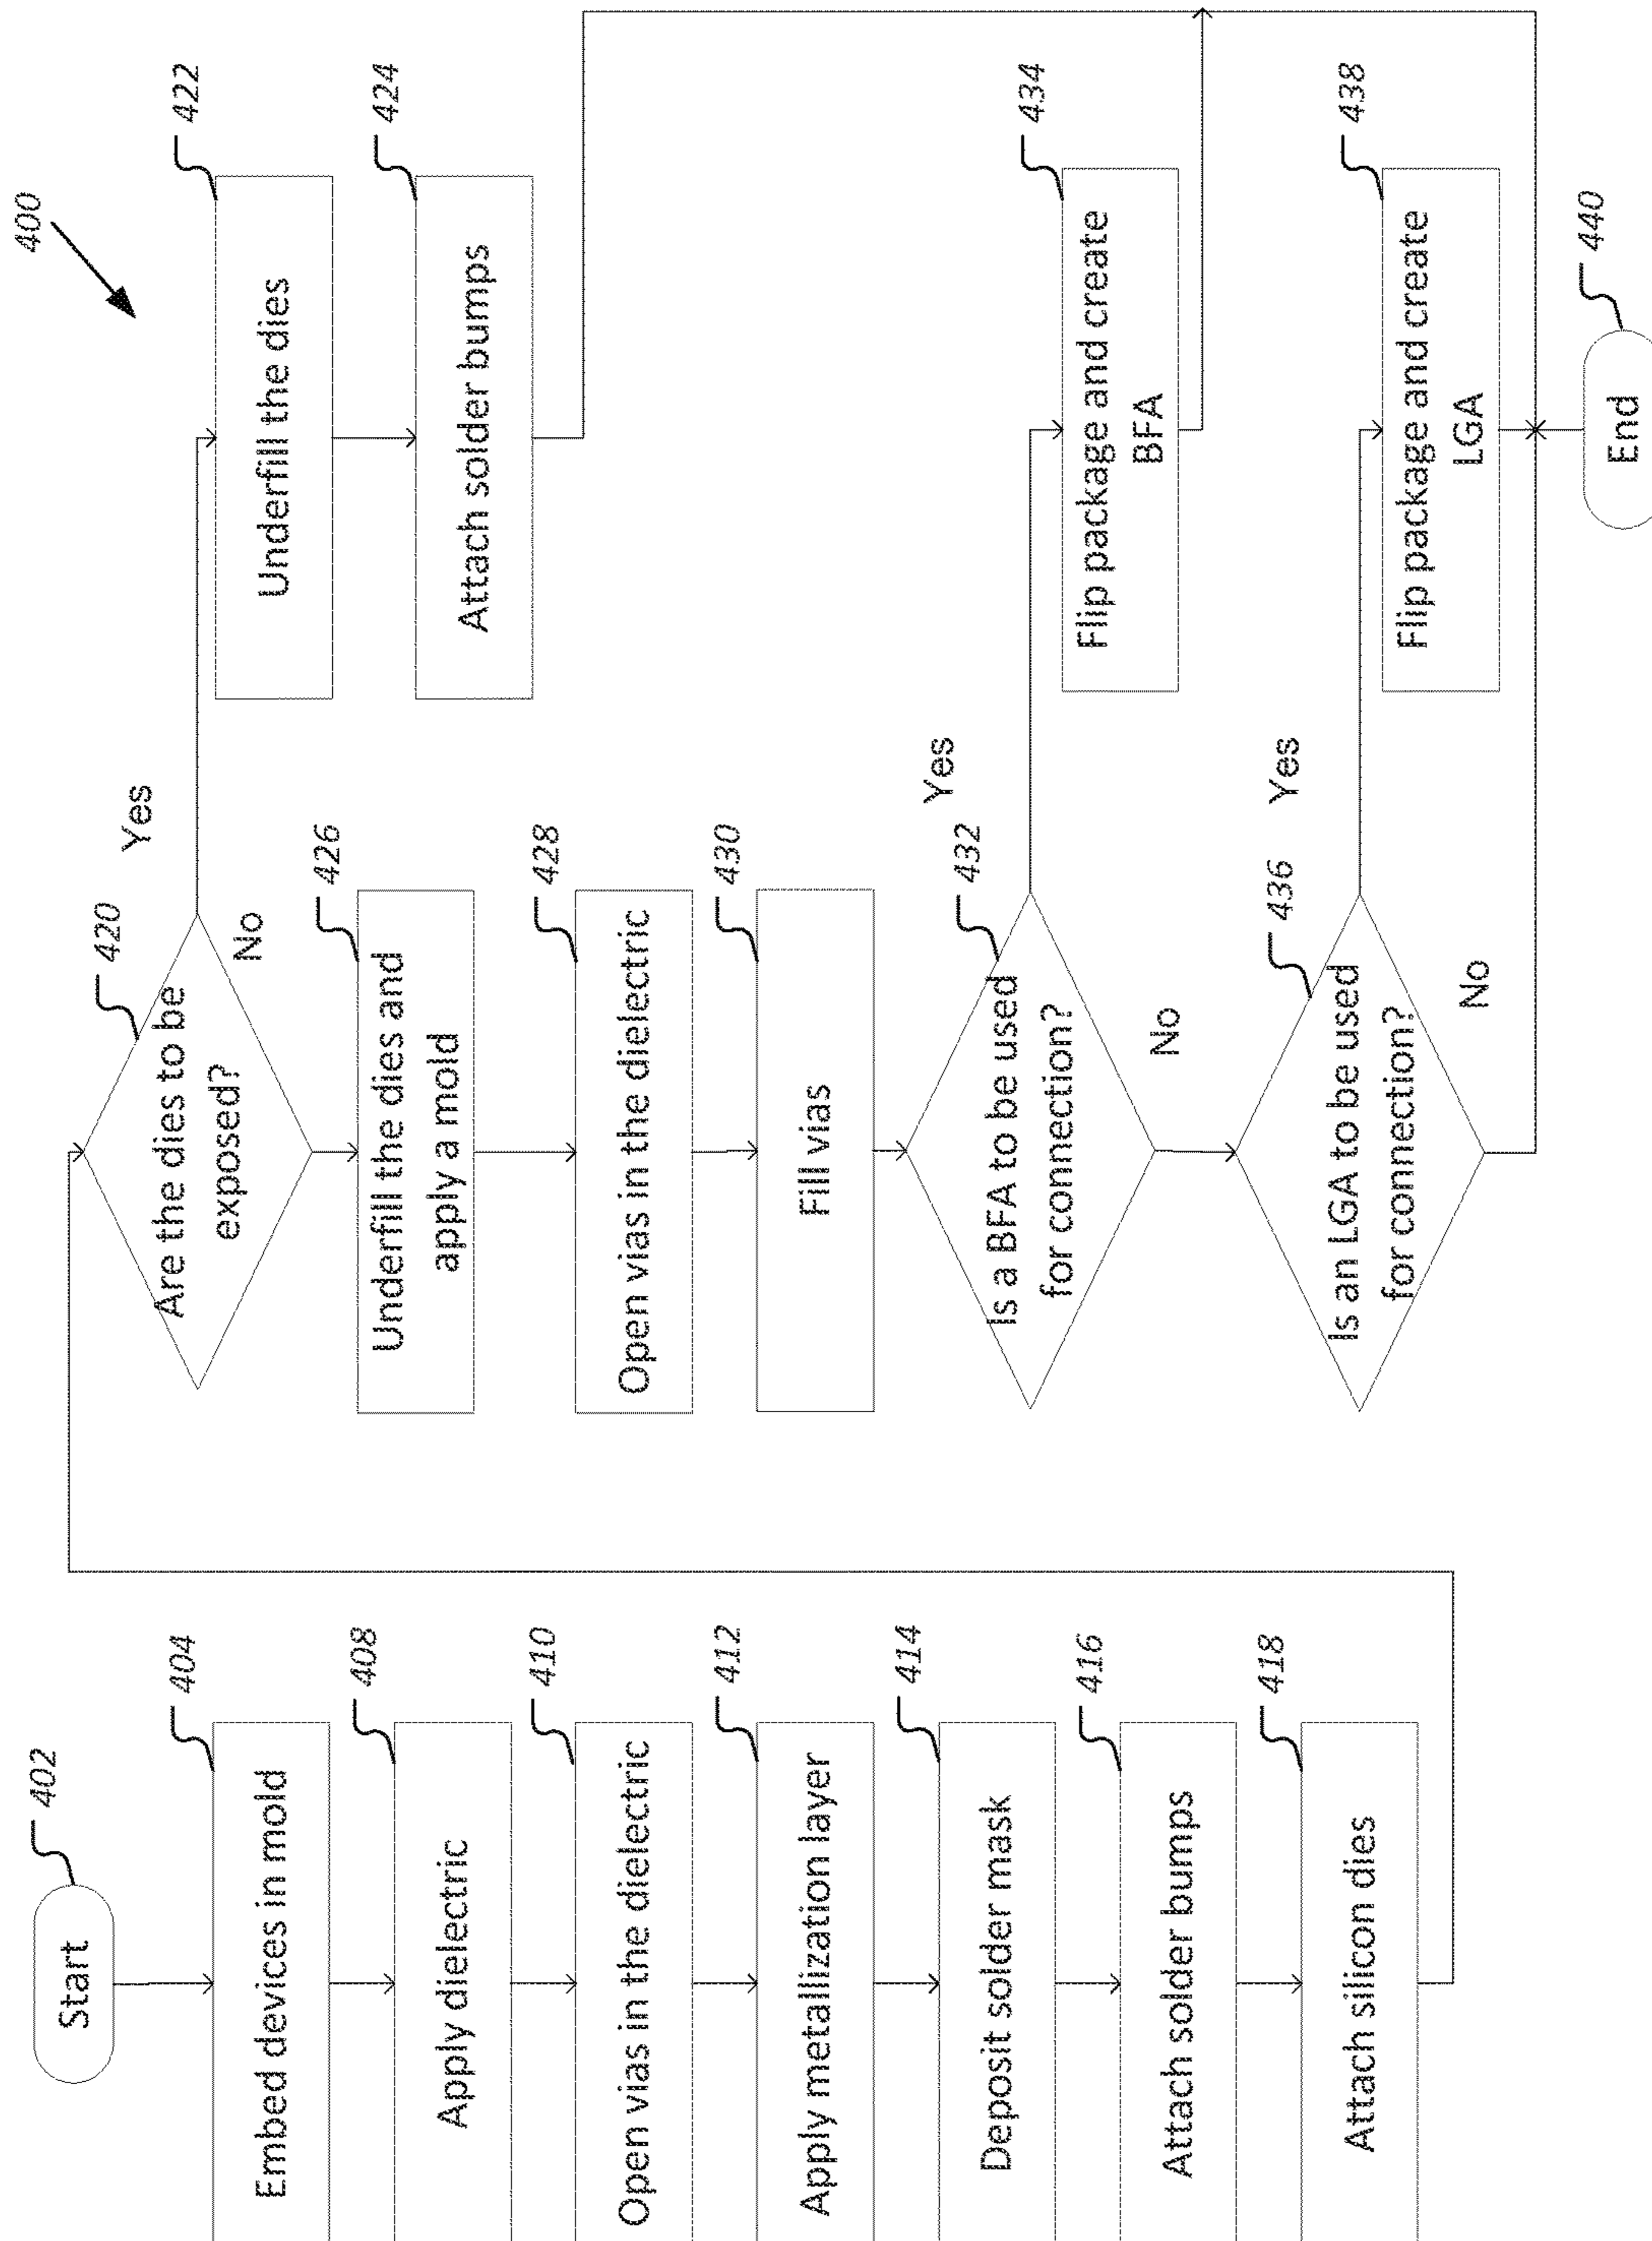 400
Start
402
Embed devices in mold
404
Apply dielectric
408
Open vias in the dielectric
410
Apply metallization layer
412
Deposit solder mask
414
Attach solder bumps
416
Attach silicon dies
418
Are the dies to be
exposed?
420
Yes
No
Underfill the dies
422
Attach solder bumps
424
Underfill the dies and
apply a mold
426
Open vias in the dielectric
428
Fill vias
430
Is a BFA to be used
for connection?
432
Yes
No
Flip package and create
BFA
434
Is an LGA to be used
for connection?
436
Yes
No
Flip package and create
LGA
438
End
440